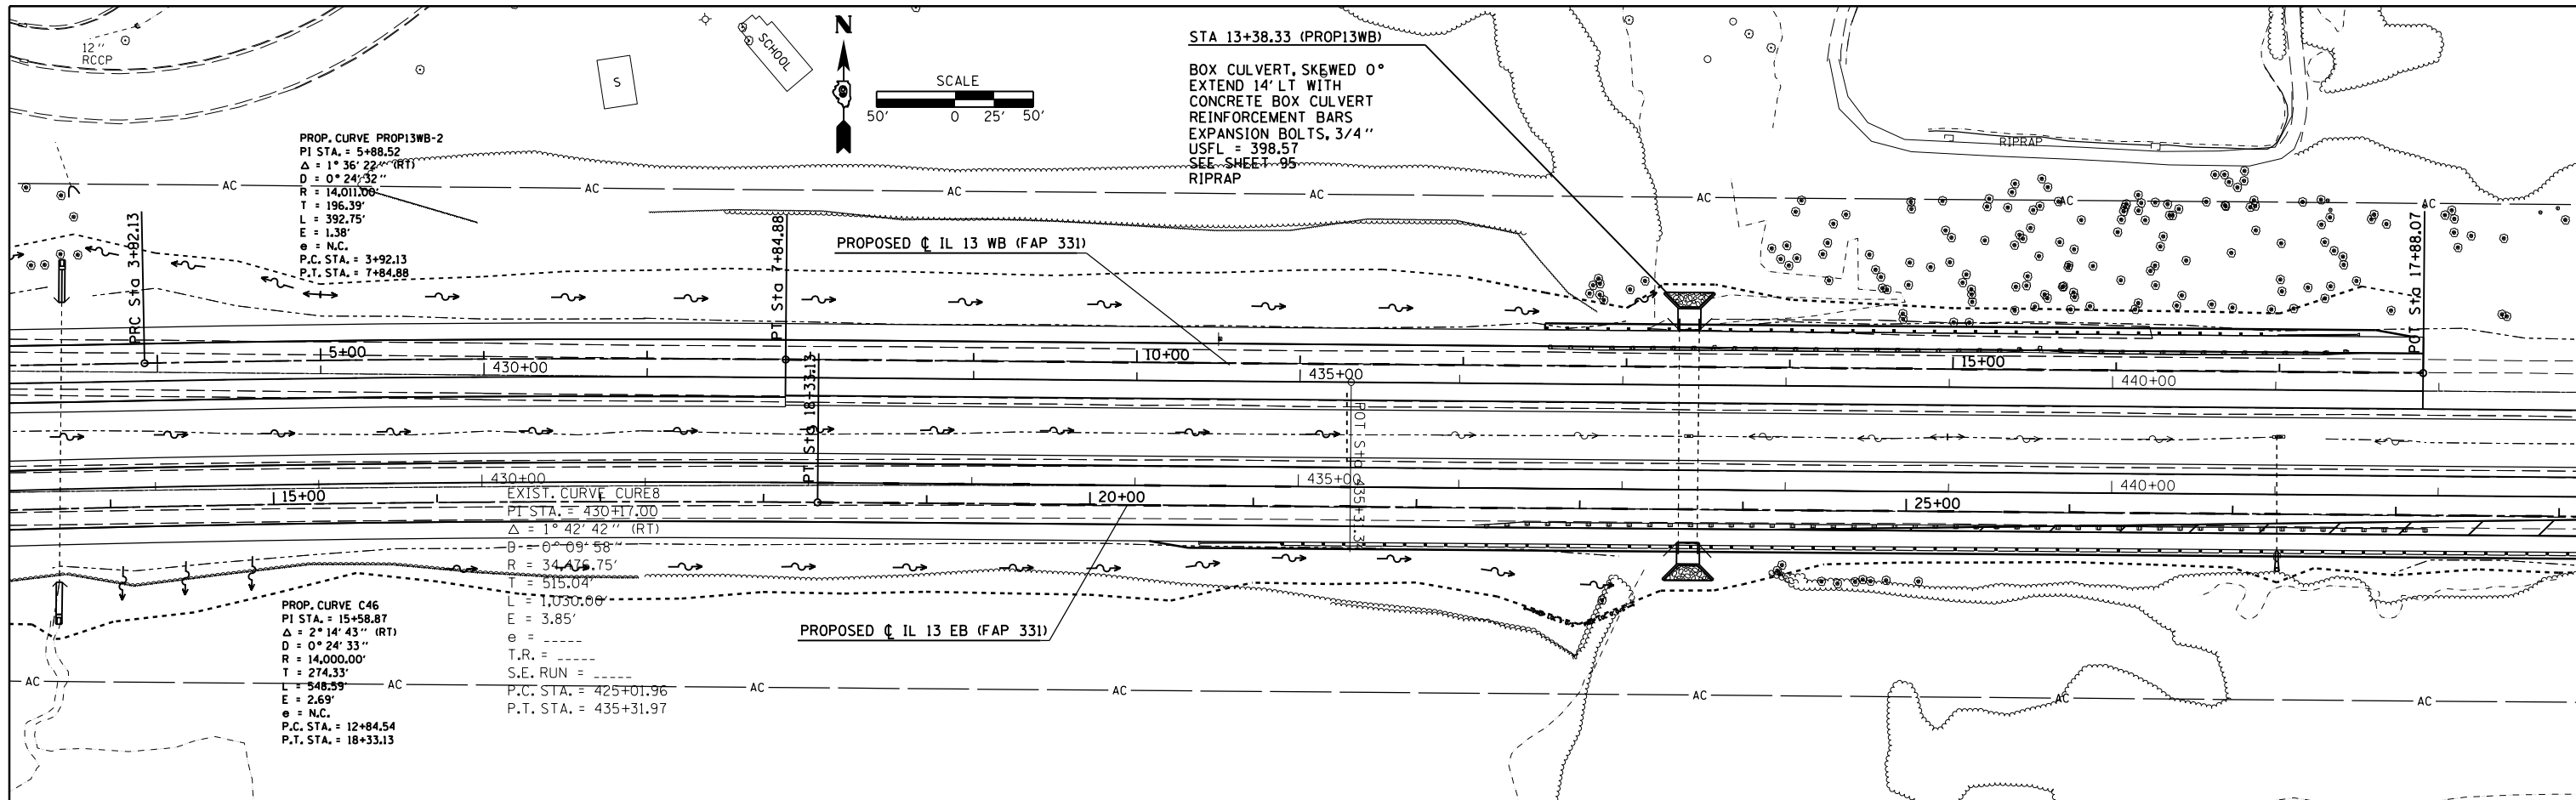 12''
RCCP
S
SCHOOL
N
SCALE
50' 0 25' 50'
STA 13+38.33 (PROP13WB)
BOX CULVERT, SKEWED 0°
EXTEND 14' LT WITH
CONCRETE BOX CULVERT
REINFORCEMENT BARS
EXPANSION BOLTS, 3/4''
USFL = 398.57
SEE SHEET 95
RIPRAP
RIPRAP
PROP. CURVE PROP13WB-2
PI STA. = 5+88.52
Δ = 1° 36' 22'' (RT)
D = 0° 24' 32''
R = 14,011.00'
T = 196.39'
L = 392.75'
E = 1.38'
e = N.C.
P.C. STA. = 3+92.13
P.T. STA. = 7+84.88
AC AC AC AC AC AC AC
PRC Sta 3+92.13
PT Sta 7+84.88
PROPOSED ℄ IL 13 WB (FAP 331)
POT Sta 17+88.07
5+00 10+00 15+00
430+00 435+00 440+00
PT Sta 18+33.13
POT Sta 435+31.31
430+00 435+00 440+00
15+00 20+00 25+00
EXIST. CURVE CURE8
PI STA. = 430+17.00
Δ = 1° 42' 42'' (RT)
D = 0° 09' 58''
R = 34,476.75'
T = 515.04'
L = 1,030.00'
E = 3.85'
e = _____
T.R. = _____
S.E. RUN = _____
P.C. STA. = 425+01.96
P.T. STA. = 435+31.97
PROP. CURVE C46
PI STA. = 15+58.87
Δ = 2° 14' 43'' (RT)
D = 0° 24' 33''
R = 14,000.00'
T = 274.33'
L = 548.59'
E = 2.69'
e = N.C.
P.C. STA. = 12+84.54
P.T. STA. = 18+33.13
PROPOSED ℄ IL 13 EB (FAP 331)
AC AC AC AC AC AC AC